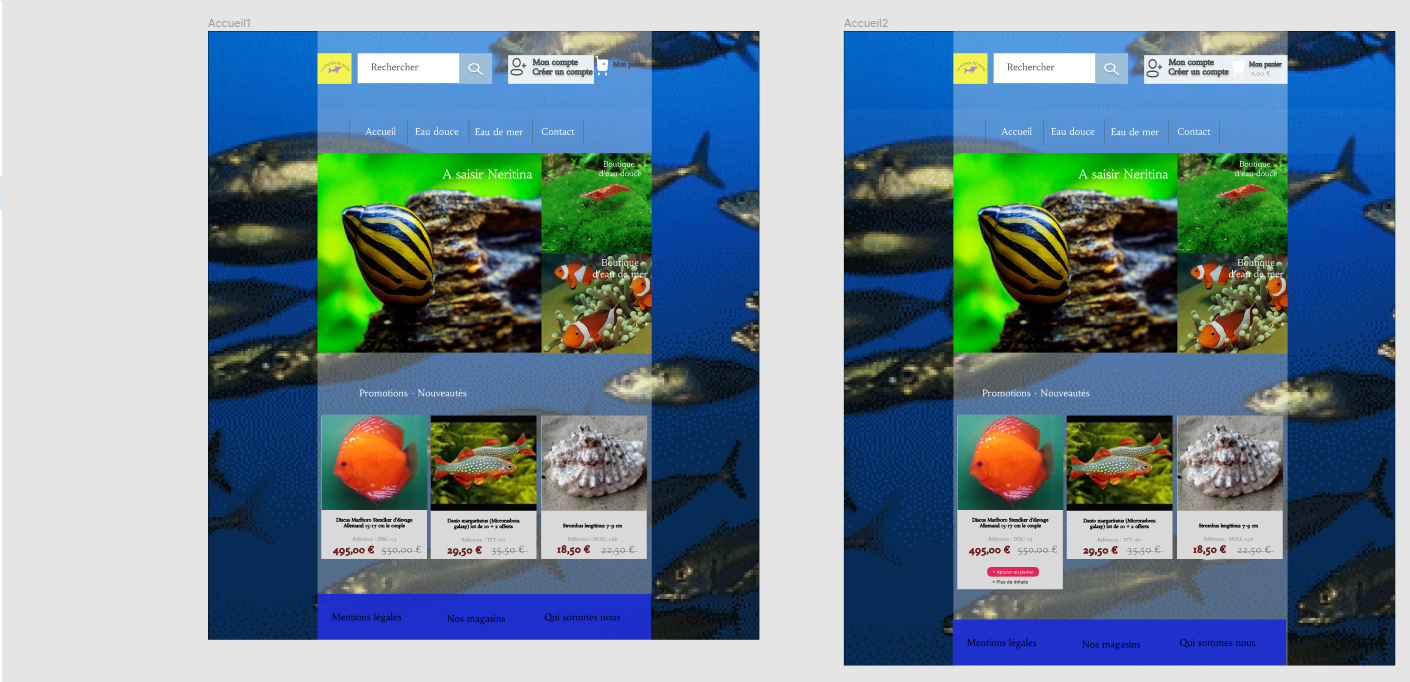 Accueil1
Rechercher
Mon compte
Créer un compte
Mon
Accueil
Eau douce
Eau de mer
Contact
A saisir Neritina
Boutique
d'eau douce
Boutique
d'eau de mer
Promotions - Nouveautés
Discus Marlboro Stendker d'élevage
Allemand 15-17 cm le couple
Référence : DISC-03
495,00 €
550,00 €
Danio margaritatus (Microrasbora
galaxy) lot de 10 + 2 offerts
Référence : TET-161
29,50 €
35,50 €
Strombus lengitinus 7-9 cm
Référence : MOLL-058
18,50 €
22,50 €
Mentions légales
Nos magasins
Qui sommes nous
Accueil2
Rechercher
Mon compte
Créer un compte
Mon panier
0,00 €
Accueil
Eau douce
Eau de mer
Contact
A saisir Neritina
Boutique
d'eau douce
Boutique
d'eau de mer
Promotions - Nouveautés
Discus Marlboro Stendker d'élevage
Allemand 15-17 cm le couple
Référence : DISC-03
495,00 €
550,00 €
+ Ajouter au panier
+ Plus de détails
Danio margaritatus (Microrasbora
galaxy) lot de 10 + 2 offerts
Référence : TET-161
29,50 €
35,50 €
Strombus lengitinus 7-9 cm
Référence : MOLL-058
18,50 €
22,50 €
Mentions légales
Nos magasins
Qui sommes nous